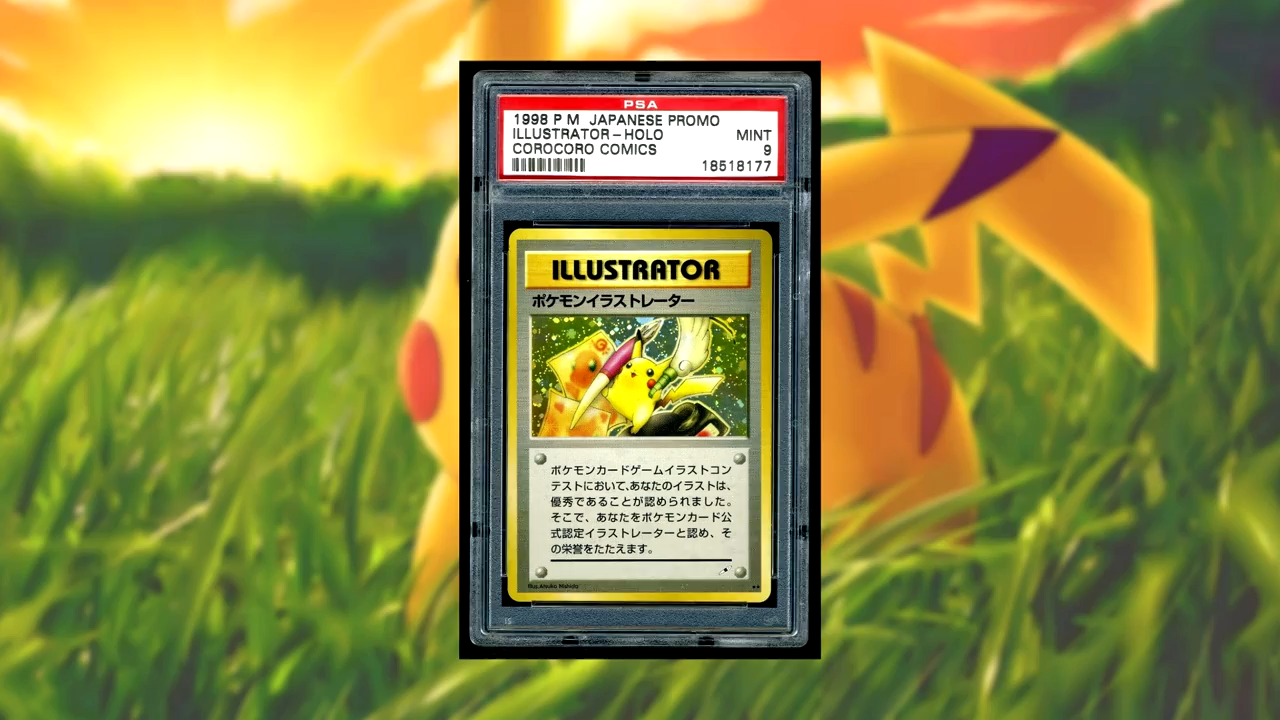 PSA
1998 P M JAPANESE PROMO
ILLUSTRATOR-HOLO MINT
COROCORO COMICS 9
18518177
ILLUSTRATOR
ポケモンイラストレーター
ポケモンカードゲームイラストコン
テストにおいて、あなたのイラストは、
優秀であることが認められました。
そこで、あなたをポケモンカード公
式認定イラストレーターと認め、そ
の栄誉をたたえます。
Illus. Atsuko Nishida